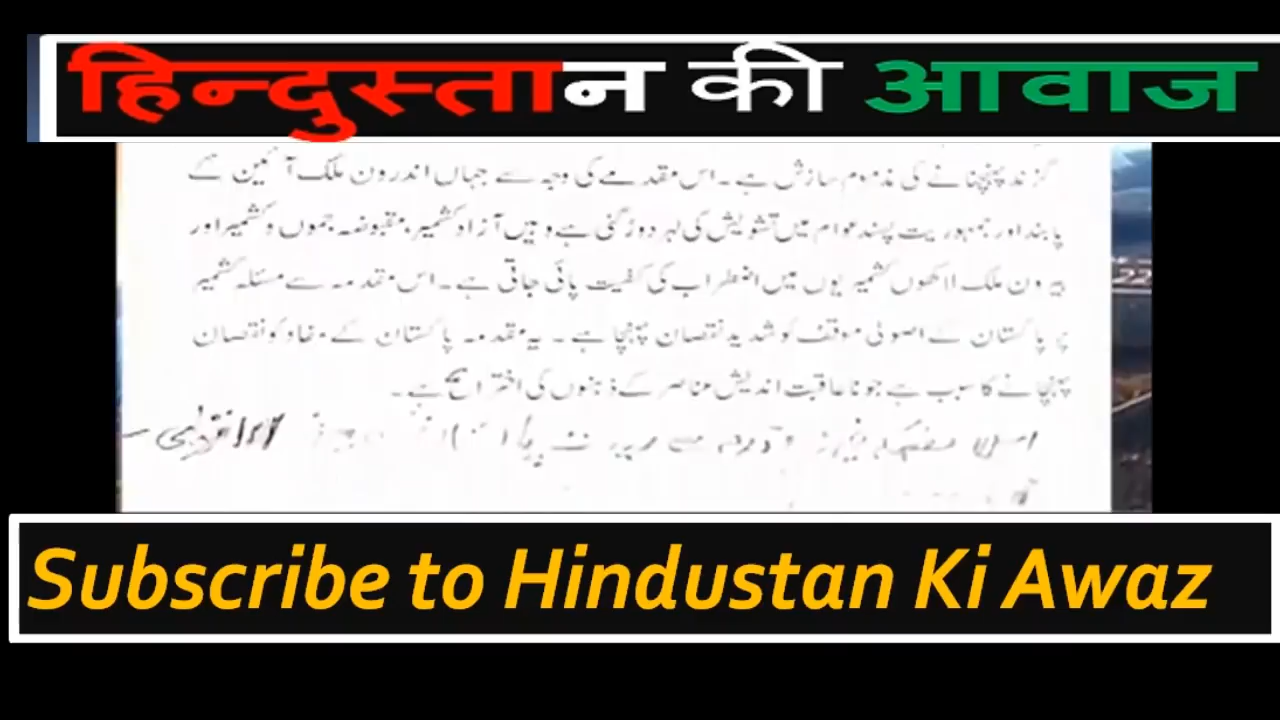 हिन्दुस्तान की आवाज
گزند پہنچانے کی مذموم سازش ہے۔ اس مقدمے کی وجہ سے جہاں اندرون ملک آئین کے
پابند اور جمہوریت پسند عوام میں تشویش کی لہر دوڑ گئی ہے وہیں آزاد کشمیر، مقبوضہ جموں و کشمیر اور
بیرون ملک لاکھوں کشمیریوں میں اضطراب کی کفیت پائی جاتی ہے۔ اس مقدمہ سے مسئلہ کشمیر
پر پاکستان کے اصولی موقف کو شدید نقصان پہنچا ہے۔ یہ مقدمہ پاکستان کے مفاد کو نقصان
پہنچانے کا سبب ہے جو ناعاقبت اندیش عناصر کے ذہنوں کی اختراع ہے۔
Subscribe to Hindustan Ki Awaz